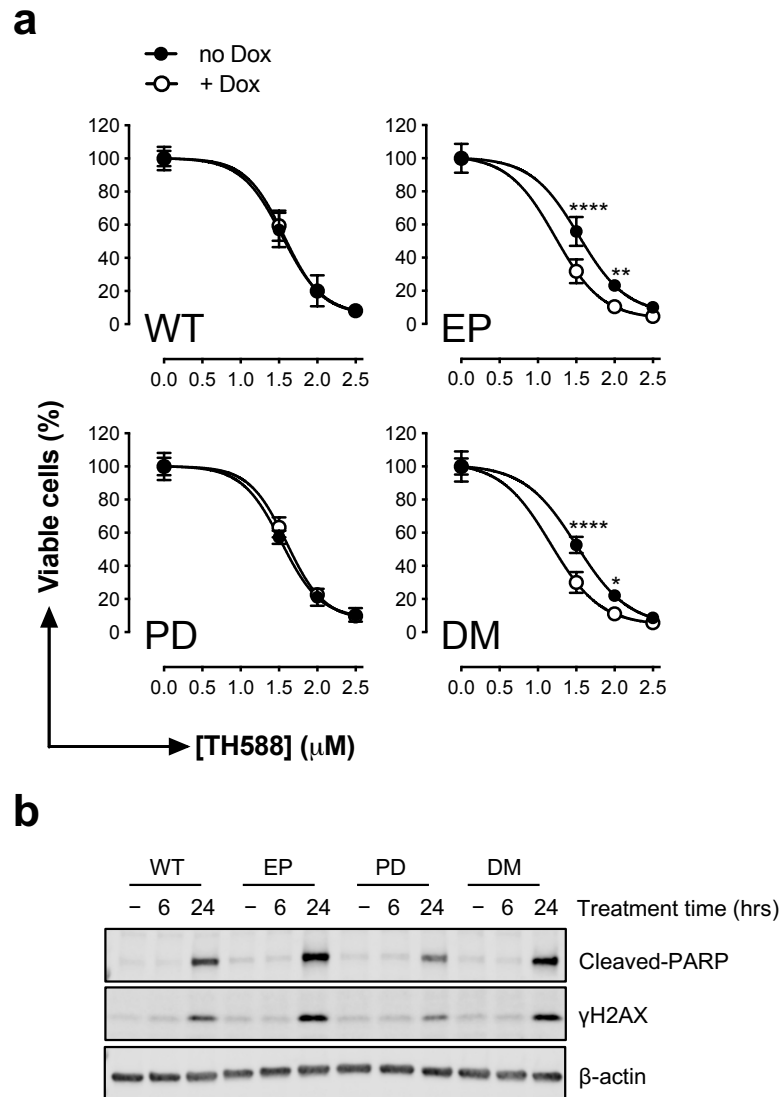 a
no Dox
+ Dox
120
100
80
60
40
20
0
WT
0.0 0.5 1.0 1.5 2.0 2.5
120
100
80
60
40
20
0
****
**
EP
0.0 0.5 1.0 1.5 2.0 2.5
120
100
80
60
40
20
0
PD
0.0 0.5 1.0 1.5 2.0 2.5
120
100
80
60
40
20
0
****
*
DM
0.0 0.5 1.0 1.5 2.0 2.5
Viable cells (%)
[TH588] (μM)
b
WT EP PD DM
– 6 24 – 6 24 – 6 24 – 6 24 Treatment time (hrs)
Cleaved-PARP
γH2AX
β-actin